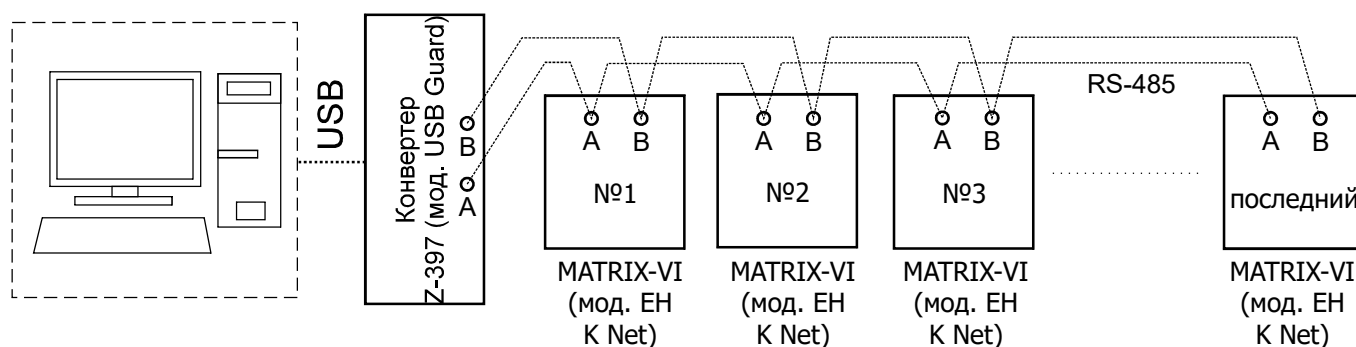 USB
Конвертер
Z-397 (мод. USB Guard)
B
A
RS-485
A B
№1
MATRIX-VI
(мод. EH
K Net)
A B
№2
MATRIX-VI
(мод. EH
K Net)
A B
№3
MATRIX-VI
(мод. EH
K Net)
A B
последний
MATRIX-VI
(мод. EH
K Net)